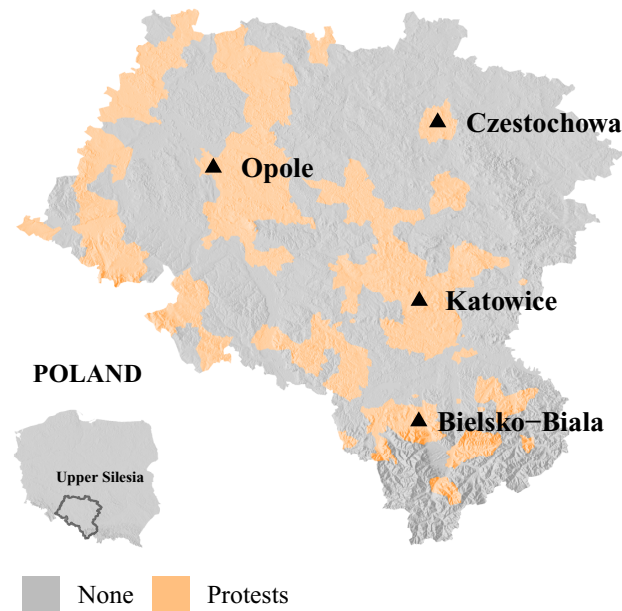 Czestochowa
Opole
Katowice
POLAND
Bielsko−Biala
Upper Silesia
None
Protests